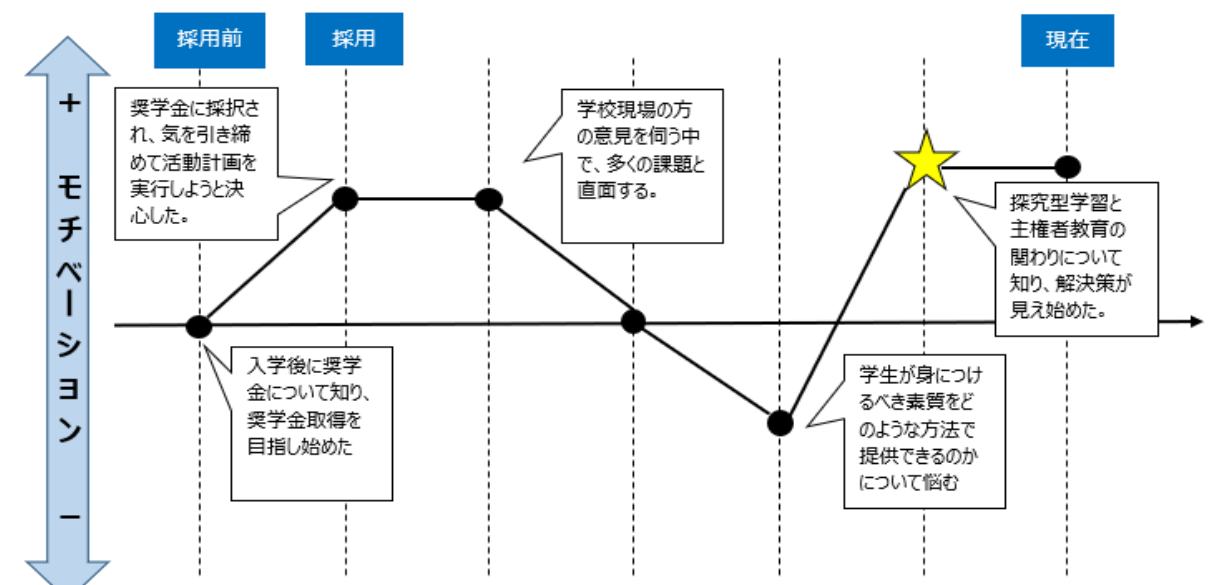 採用前
採用
現在
+ モチベーション −
奨学金に採択さ
れ、気を引き締
めて活動計画を
実行しようと決
心した。
学校現場の方
の意見を伺う中
で、多くの課題と
直面する。
探究型学習と
主権者教育の
関わりについて
知り、解決策が
見え始めた。
入学後に奨学
金について知り、
奨学金取得を
目指し始めた
学生が身につけ
るべき素質をど
のような方法で
提供できるのか
について悩む